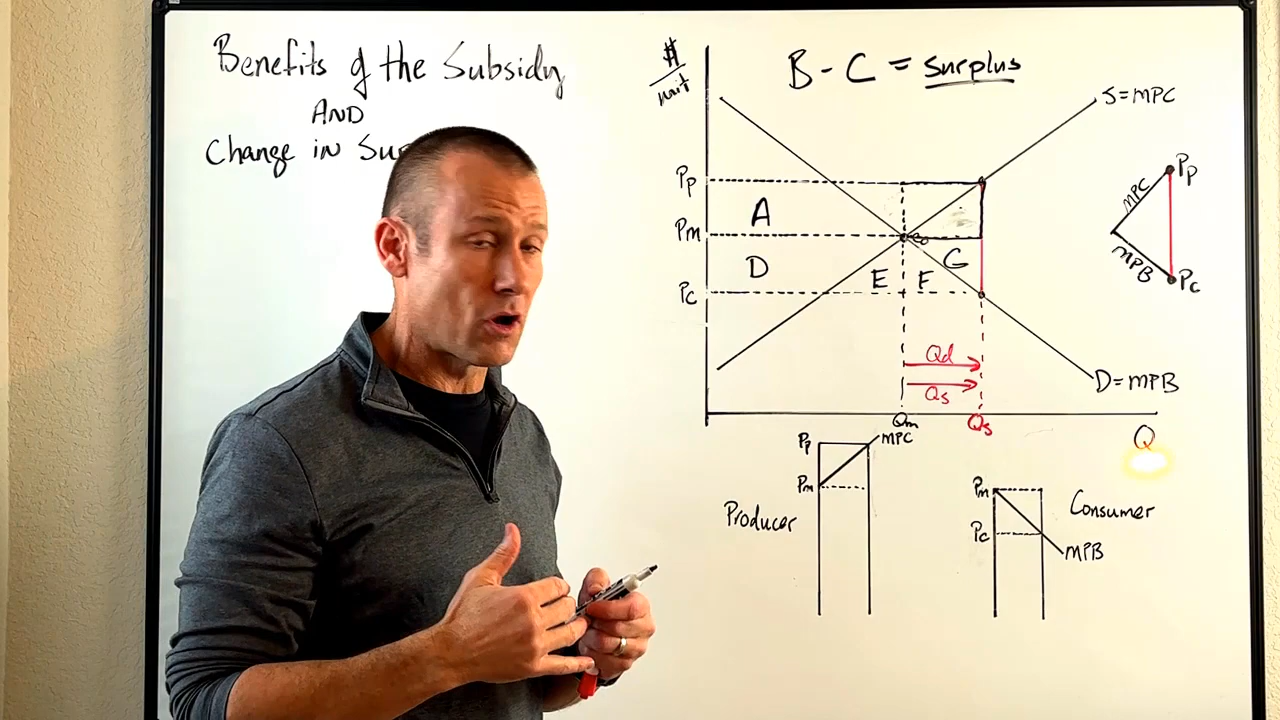 Benefits of the Subsidy
AND
Change in
$
unit
B - C = Surplus
S=MPC
Pp
A
Pm
D
E
F
G
Pc
Qd
Qs
D=MPB
Qm
Qs
Q
MPC
Pp
MPB
Pc
Pp
MPC
Pm
Producer
Pm
Consumer
Pc
MPB